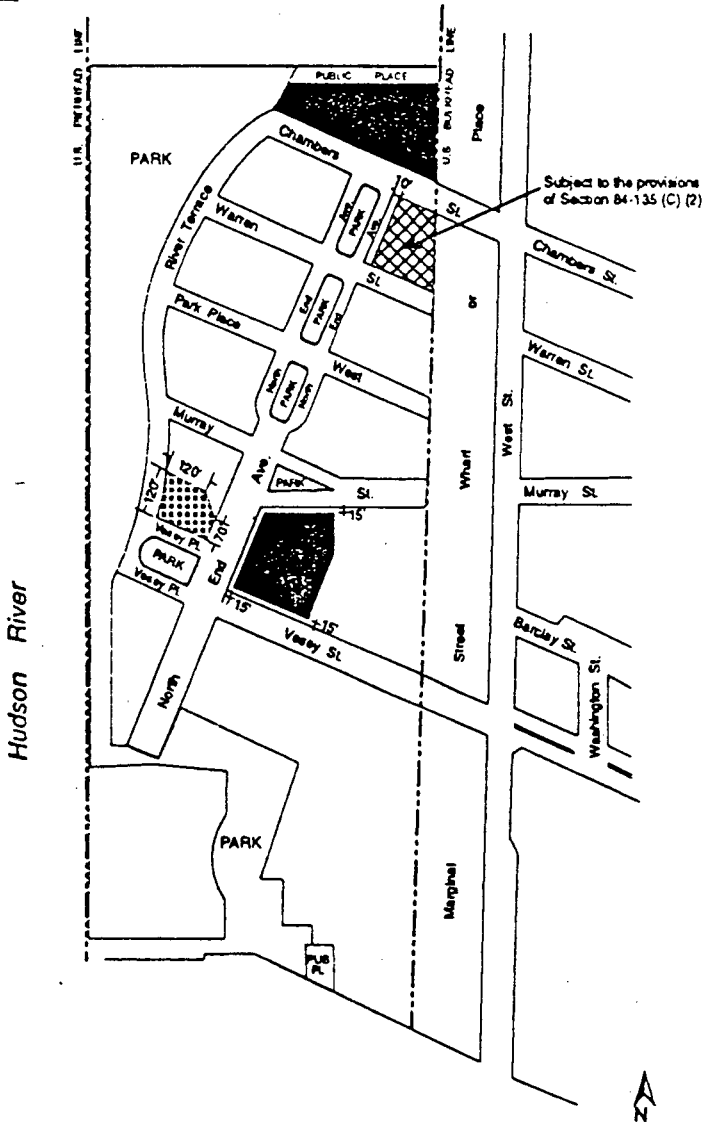 U.S. PIERHEAD LINE
U.S. BULKHEAD LINE
PUBLIC PLACE
Place
PARK
Chambers
St.
10'
Subject to the provisions
of Section 84-135 (C) (2)
Chambers St.
River Terrace
Warren
St.
Ave.
PARK
Ave.
or
Park Place
End
PARK
End
West
Warren St.
North
PARK
North
West St.
Murray
Ave.
PARK
St.
Wharf
Murray St.
120'
120'
70'
15'
Vesey Pl.
PARK
Vesey Pl.
End
15'
15'
Vesey St.
Street
Barclay St.
Washington St.
North
Hudson River
PARK
Marginal
PUB
PL
N